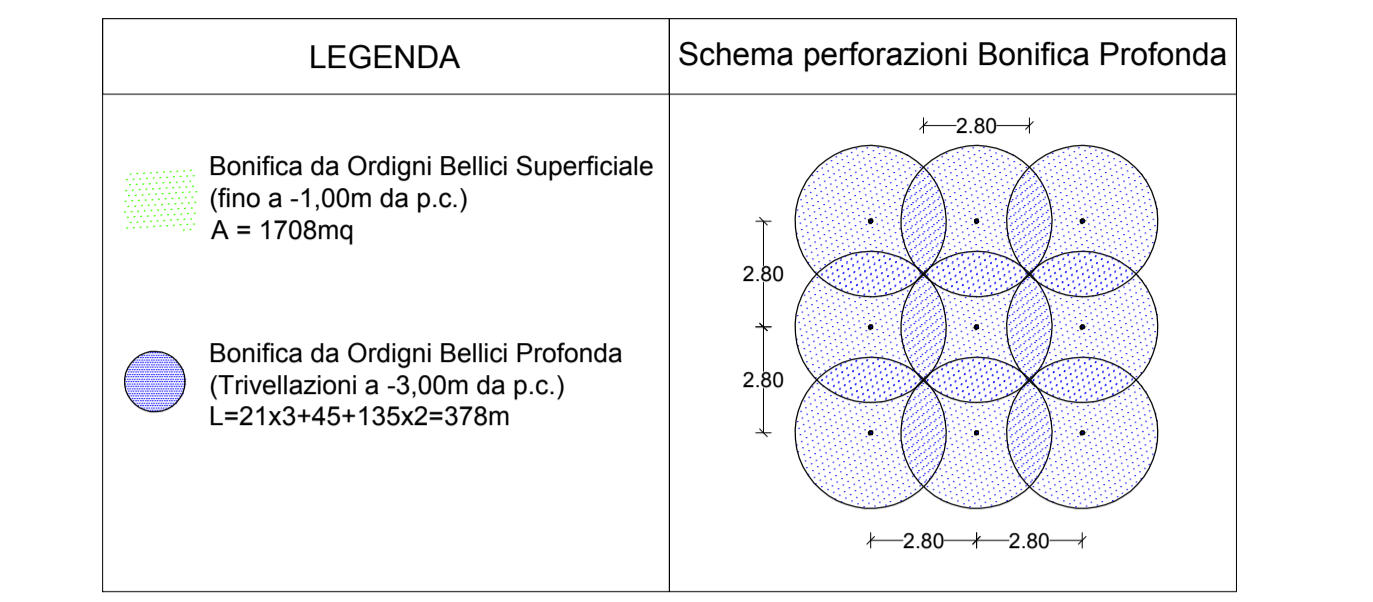 LEGENDA
Bonifica da Ordigni Bellici Superficiale
(fino a -1,00m da p.c.)
A = 1708mq
Bonifica da Ordigni Bellici Profonda
(Trivellazioni a -3,00m da p.c.)
L=21x3+45+135x2=378m
Schema perforazioni Bonifica Profonda
2.80
2.80
2.80
2.80
2.80